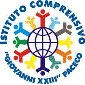 ISTITUTO COMPRENSIVO
"GIOVANNI XXIII" PACECO